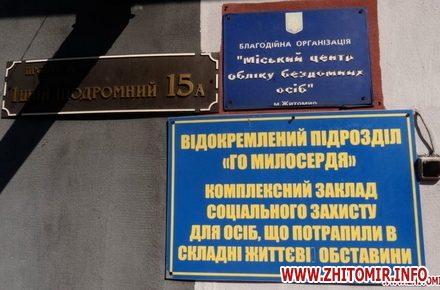 1-й Іподромний 15А
БЛАГОДІЙНА ОРГАНІЗАЦІЯ
"Міський центр
обліку бездомних
осіб"
м.Житомир
ВІДОКРЕМЛЕНИЙ ПІДРОЗДІЛ
«ГО МИЛОСЕРДЯ»
КОМПЛЕКСНИЙ ЗАКЛАД
СОЦІАЛЬНОГО ЗАХИСТУ
ДЛЯ ОСІБ, ЩО ПОТРАПИЛИ В
СКЛАДНІ ЖИТТЄВІ ОБСТАВИНИ
WWW.ZHITOMIR.INFO